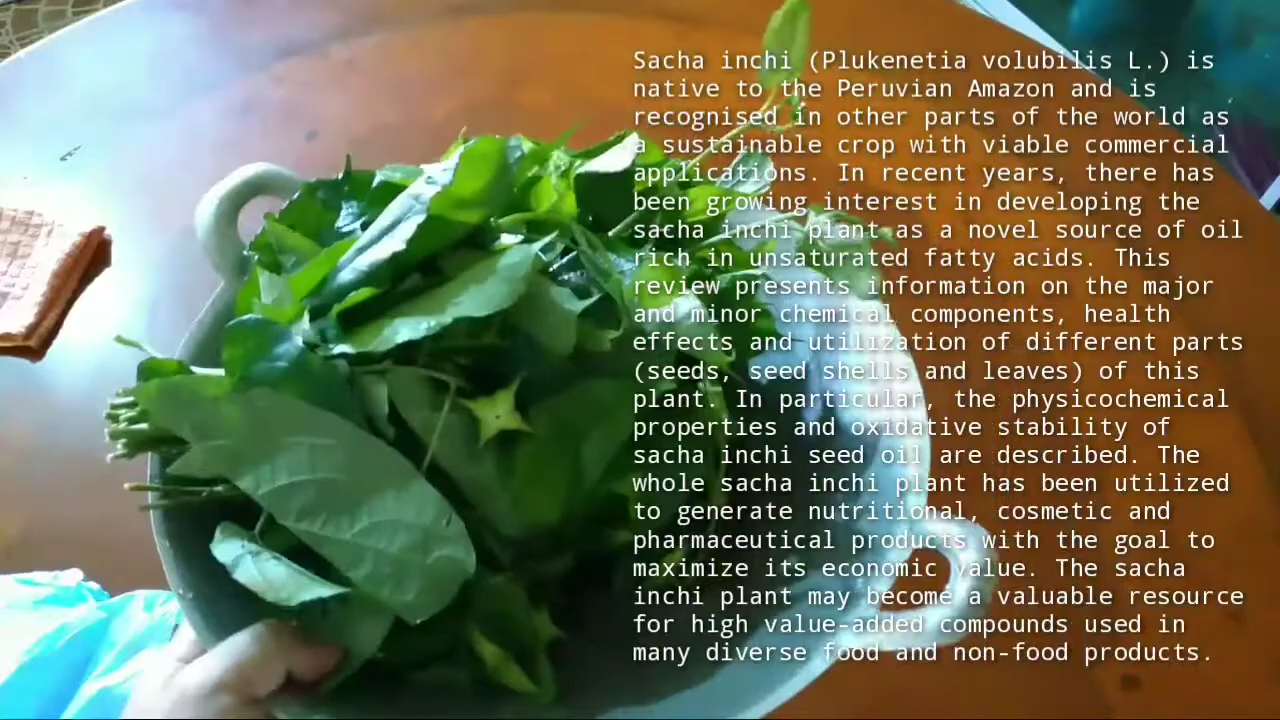 Sacha inchi (Plukenetia volubilis L.) is
native to the Peruvian Amazon and is
recognised in other parts of the world as
a sustainable crop with viable commercial
applications. In recent years, there has
been growing interest in developing the
sacha inchi plant as a novel source of oil
rich in unsaturated fatty acids. This
review presents information on the major
and minor chemical components, health
effects and utilization of different parts
(seeds, seed shells and leaves) of this
plant. In particular, the physicochemical
properties and oxidative stability of
sacha inchi seed oil are described. The
whole sacha inchi plant has been utilized
to generate nutritional, cosmetic and
pharmaceutical products with the goal to
maximize its economic value. The sacha
inchi plant may become a valuable resource
for high value-added compounds used in
many diverse food and non-food products.